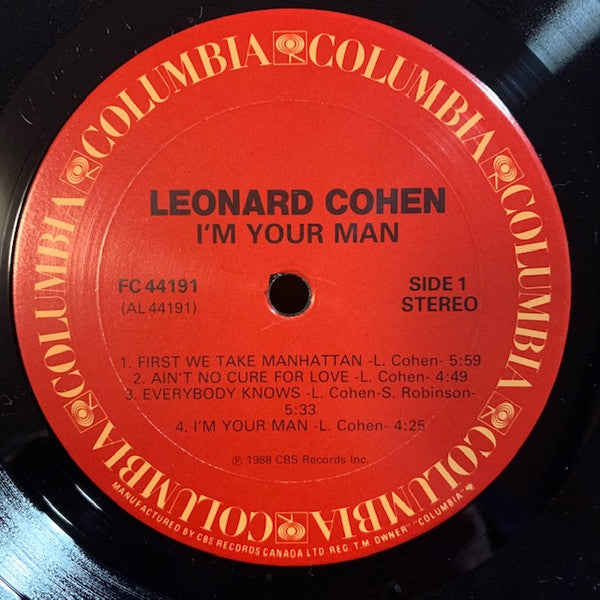 COLUMBIA COLUMBIA COLUMBIA COLUMBIA COLUMBIA COLUMBIA
LEONARD COHEN
I'M YOUR MAN
FC 44191
(AL 44191)
SIDE 1
STEREO
1. FIRST WE TAKE MANHATTAN -L. Cohen- 5:59
2. AIN'T NO CURE FOR LOVE -L. Cohen- 4:49
3. EVERYBODY KNOWS -L. Cohen-S. Robinson-
5:33
4. I'M YOUR MAN -L. Cohen- 4:25
℗ 1988 CBS Records Inc.
MANUFACTURED BY CBS RECORDS CANADA LTD. REG. T.M. OWNER "COLUMBIA"